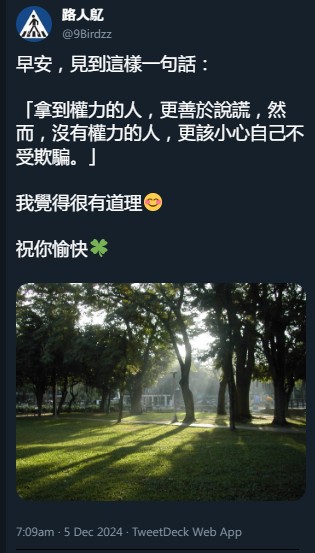 路人乪
@9Birdzz
早安，見到這樣一句話：
「拿到權力的人，更善於說謊，然
而，沒有權力的人，更該小心自己不
受欺騙。」
我覺得很有道理😊
祝你愉快🍀
7:09am · 5 Dec 2024 · TweetDeck Web App